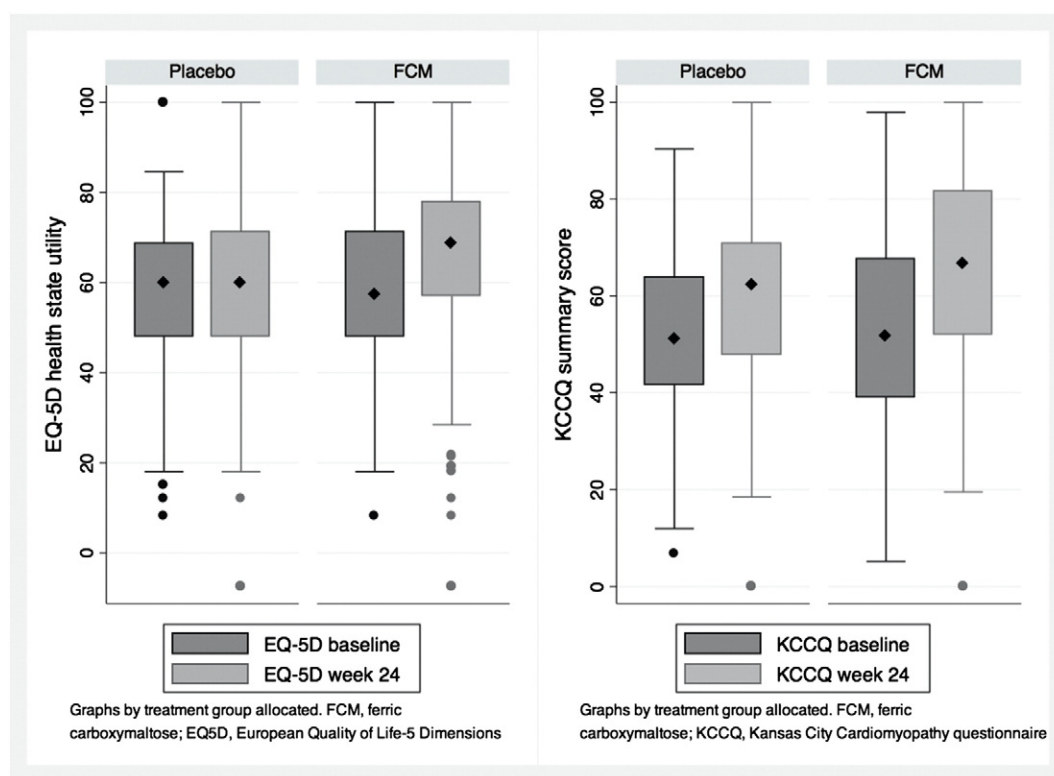 Placebo
FCM
EQ-5D health state utility
100
80
60
40
20
0
EQ-5D baseline
EQ-5D week 24
Graphs by treatment group allocated. FCM, ferric
carboxymaltose; EQ5D, European Quality of Life-5 Dimensions
Placebo
FCM
KCCQ summary score
100
80
60
40
20
0
KCCQ baseline
KCCQ week 24
Graphs by treatment group allocated. FCM, ferric
carboxymaltose; KCCQ, Kansas City Cardiomyopathy questionnaire